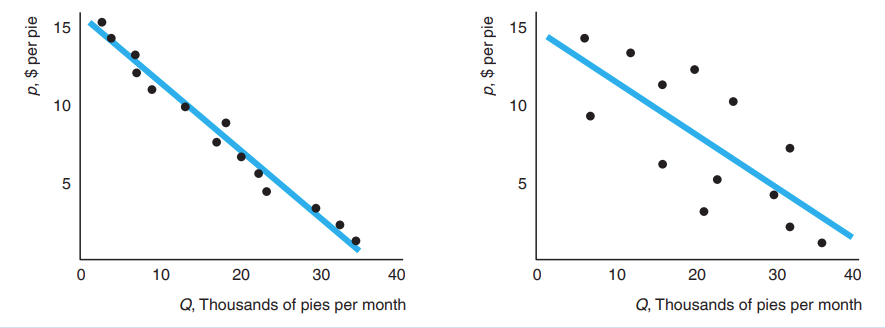 p, $ per pie
15
10
5
0 10 20 30 40
Q, Thousands of pies per month
p, $ per pie
15
10
5
0 10 20 30 40
Q, Thousands of pies per month